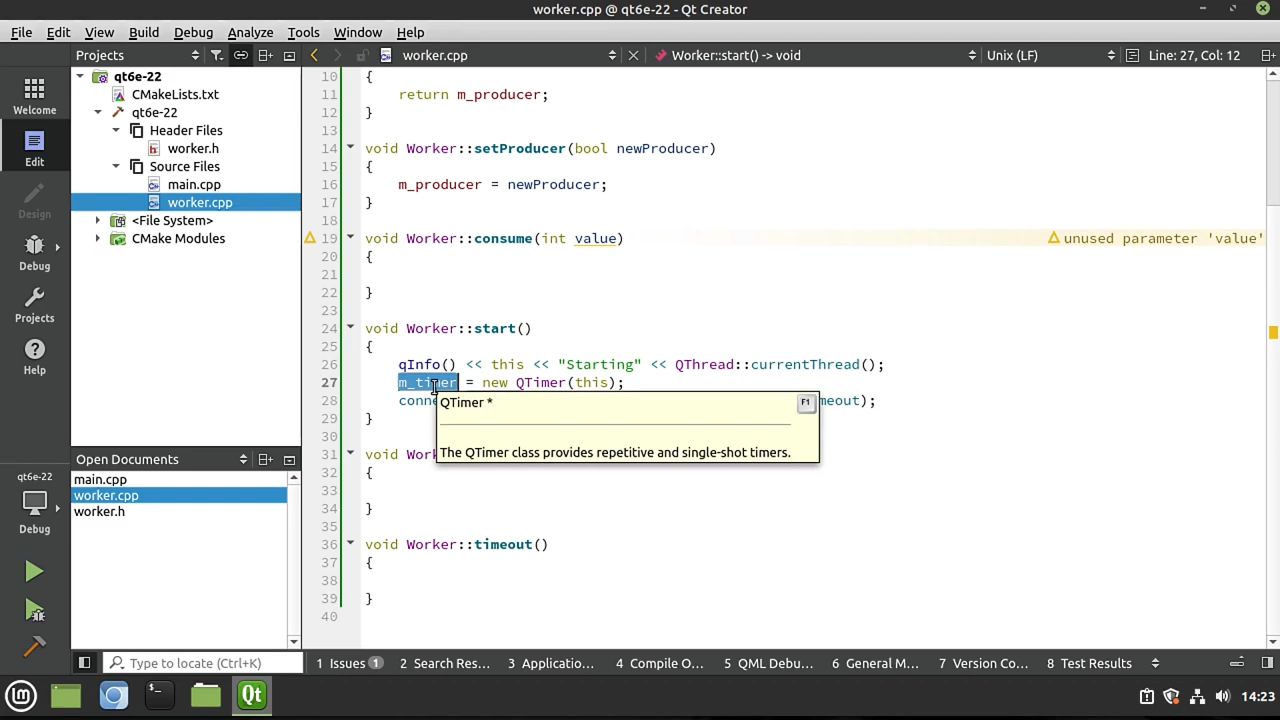 worker.cpp @ qt6e-22 - Qt Creator
File Edit View Build Debug Analyze Tools Window Help
Projects worker.cpp Worker::start() -> void Unix (LF) Line: 27, Col: 12
Welcome
Edit
Design
Debug
Projects
Help
qt6e-22
Debug
qt6e-22
CMakeLists.txt
qt6e-22
Header Files
worker.h
Source Files
main.cpp
worker.cpp
<File System>
CMake Modules
Open Documents
main.cpp
worker.cpp
worker.h
10 {
11 return m_producer;
12 }
13
14 void Worker::setProducer(bool newProducer)
15 {
16 m_producer = newProducer;
17 }
18
19 void Worker::consume(int value) unused parameter 'value'
20 {
21
22 }
23
24 void Worker::start()
25 {
26 qInfo() << this << "Starting" << QThread::currentThread();
27 m_timer = new QTimer(this);
28 conne meout);
29 }
30
31 void Work
32 {
33
34 }
35
36 void Worker::timeout()
37 {
38
39 }
40
QTimer * F1
The QTimer class provides repetitive and single-shot timers.
Type to locate (Ctrl+K) 1 Issues 1 2 Search Res... 3 Applicatio... 4 Compile O... 5 QML Debu... 6 General M... 7 Version Co... 8 Test Results
lm >_ Qt 14:23